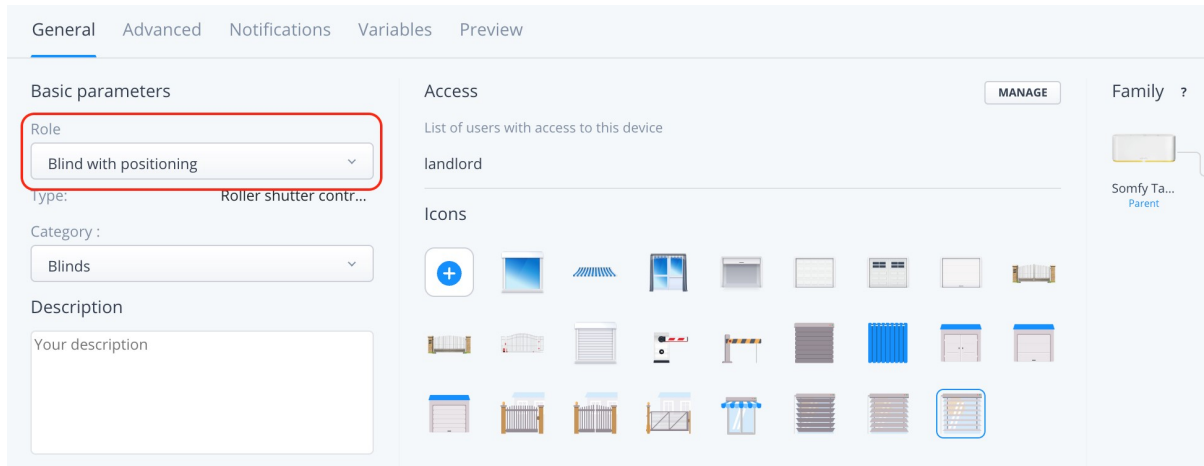 General Advanced Notifications Variables Preview
Basic parameters
Role
Blind with positioning
Type: Roller shutter contr...
Category :
Blinds
Description
Your description
Access MANAGE
List of users with access to this device
landlord
Icons
Family ?
Somfy Ta...
Parent